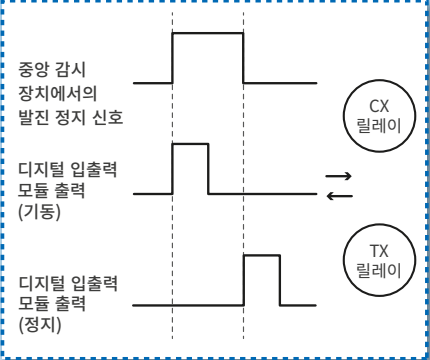 중앙 감시
장치에서의
발진 정지 신호
디지털 입출력
모듈 출력
(기동)
디지털 입출력
모듈 출력
(정지)
CX
릴레이
TX
릴레이